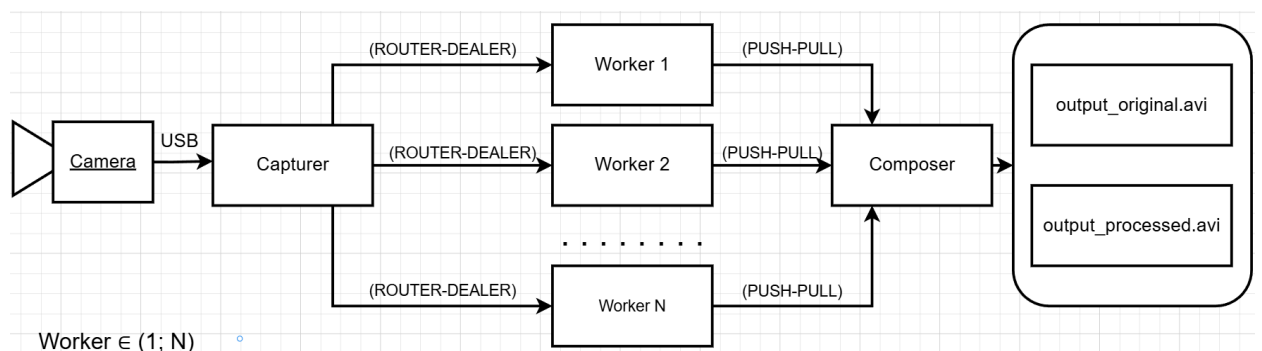 (ROUTER-DEALER)
Worker 1
(PUSH-PULL)
output_original.avi
Camera
USB
Capturer
(ROUTER-DEALER)
Worker 2
(PUSH-PULL)
Composer
output_processed.avi
. . . . . . . .
(ROUTER-DEALER)
Worker N
(PUSH-PULL)
Worker ∈ (1; N)